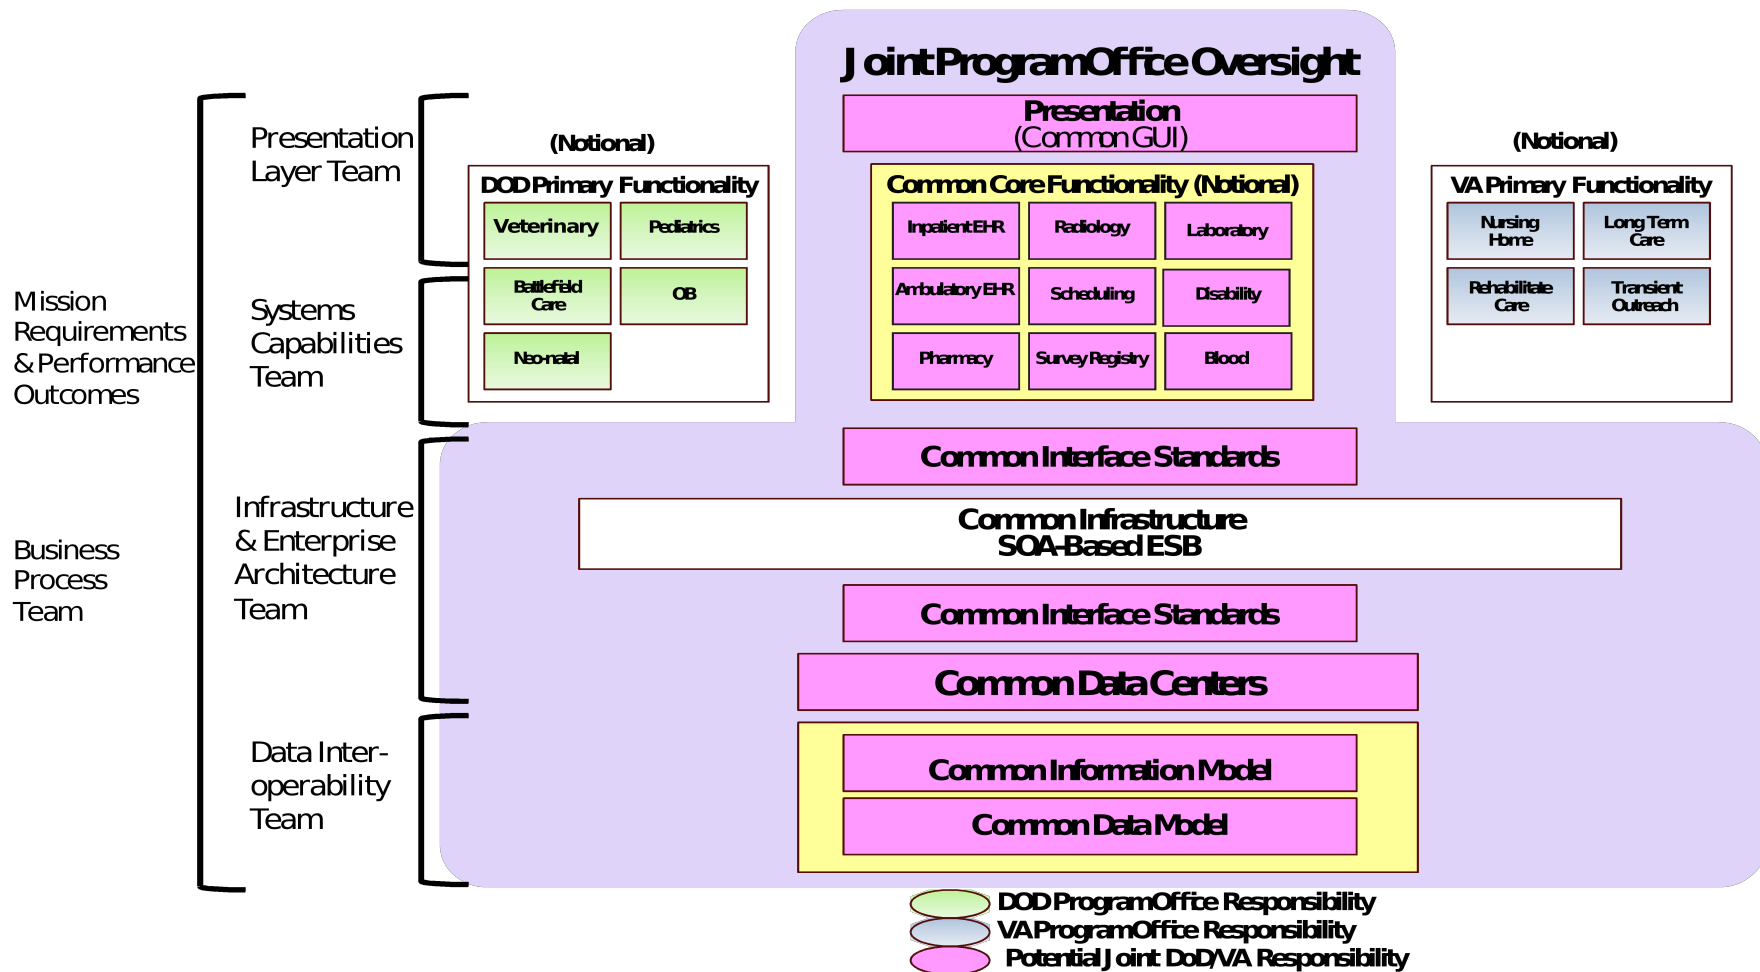 Joint Program Office Oversight
Presentation
(Common GUI)
Presentation
Layer Team
(Notional)
(Notional)
DOD Primary Functionality
Veterinary
Pediatrics
Battlefield
Care
OB
Neo-natal
Common Core Functionality (Notional)
Inpatient EHR
Radiology
Laboratory
Ambulatory EHR
Scheduling
Disability
Pharmacy
Survey Registry
Blood
VA Primary Functionality
Nursing
Home
Long Term
Care
Rehabilitate
Care
Transient
Outreach
Mission
Requirements
& Performance
Outcomes
Systems
Capabilities
Team
Common Interface Standards
Common Infrastructure
SOA-Based ESB
Infrastructure
& Enterprise
Architecture
Team
Business
Process
Team
Common Interface Standards
Common Data Centers
Data Inter-
operability
Team
Common Information Model
Common Data Model
DOD Program Office Responsibility
VA Program Office Responsibility
Potential Joint DoD/VA Responsibility